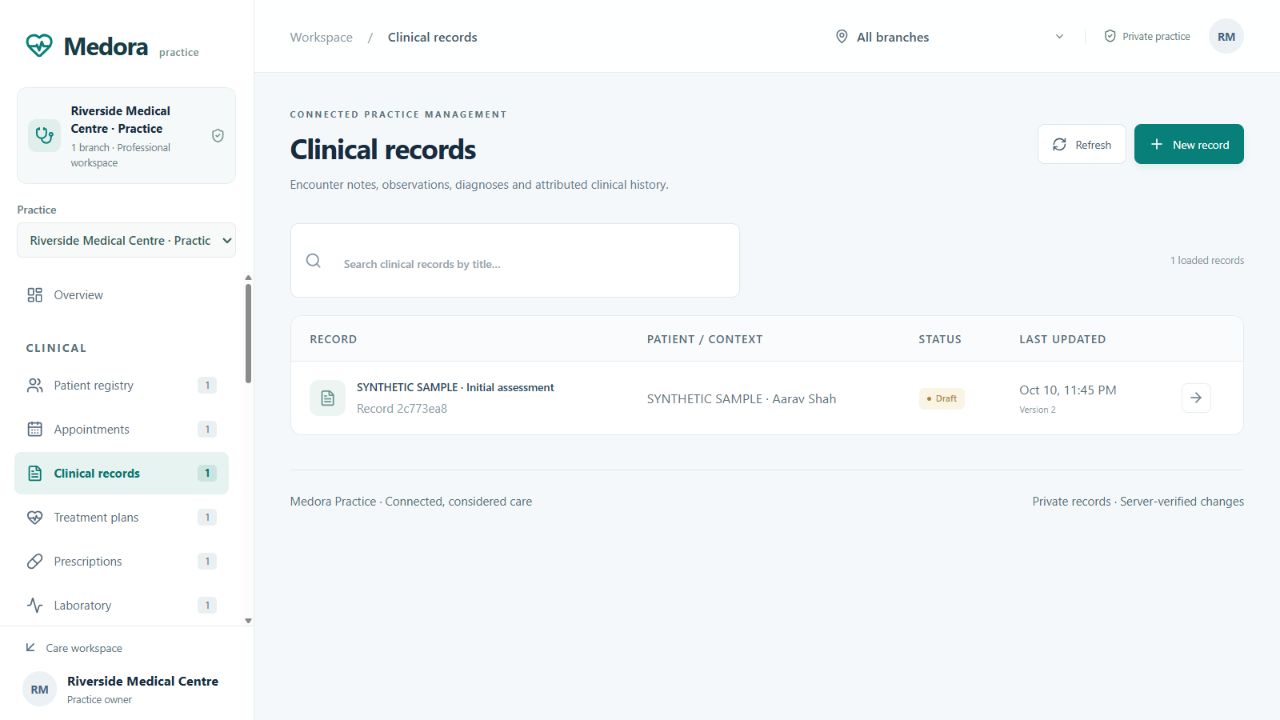 Medora practice
Riverside Medical
Centre · Practice
1 branch · Professional
workspace
Practice
Riverside Medical Centre · Practic
Overview
CLINICAL
Patient registry 1
Appointments 1
Clinical records 1
Treatment plans 1
Prescriptions 1
Laboratory 1
Care workspace
RM
Riverside Medical Centre
Practice owner
Workspace / Clinical records
All branches
Private practice
RM
CONNECTED PRACTICE MANAGEMENT
Clinical records
Encounter notes, observations, diagnoses and attributed clinical history.
Refresh
New record
Search clinical records by title...
1 loaded records
RECORD PATIENT / CONTEXT STATUS LAST UPDATED
SYNTHETIC SAMPLE · Initial assessment
Record 2c773ea8
SYNTHETIC SAMPLE · Aarav Shah
Draft
Oct 10, 11:45 PM
Version 2
Medora Practice · Connected, considered care
Private records · Server-verified changes